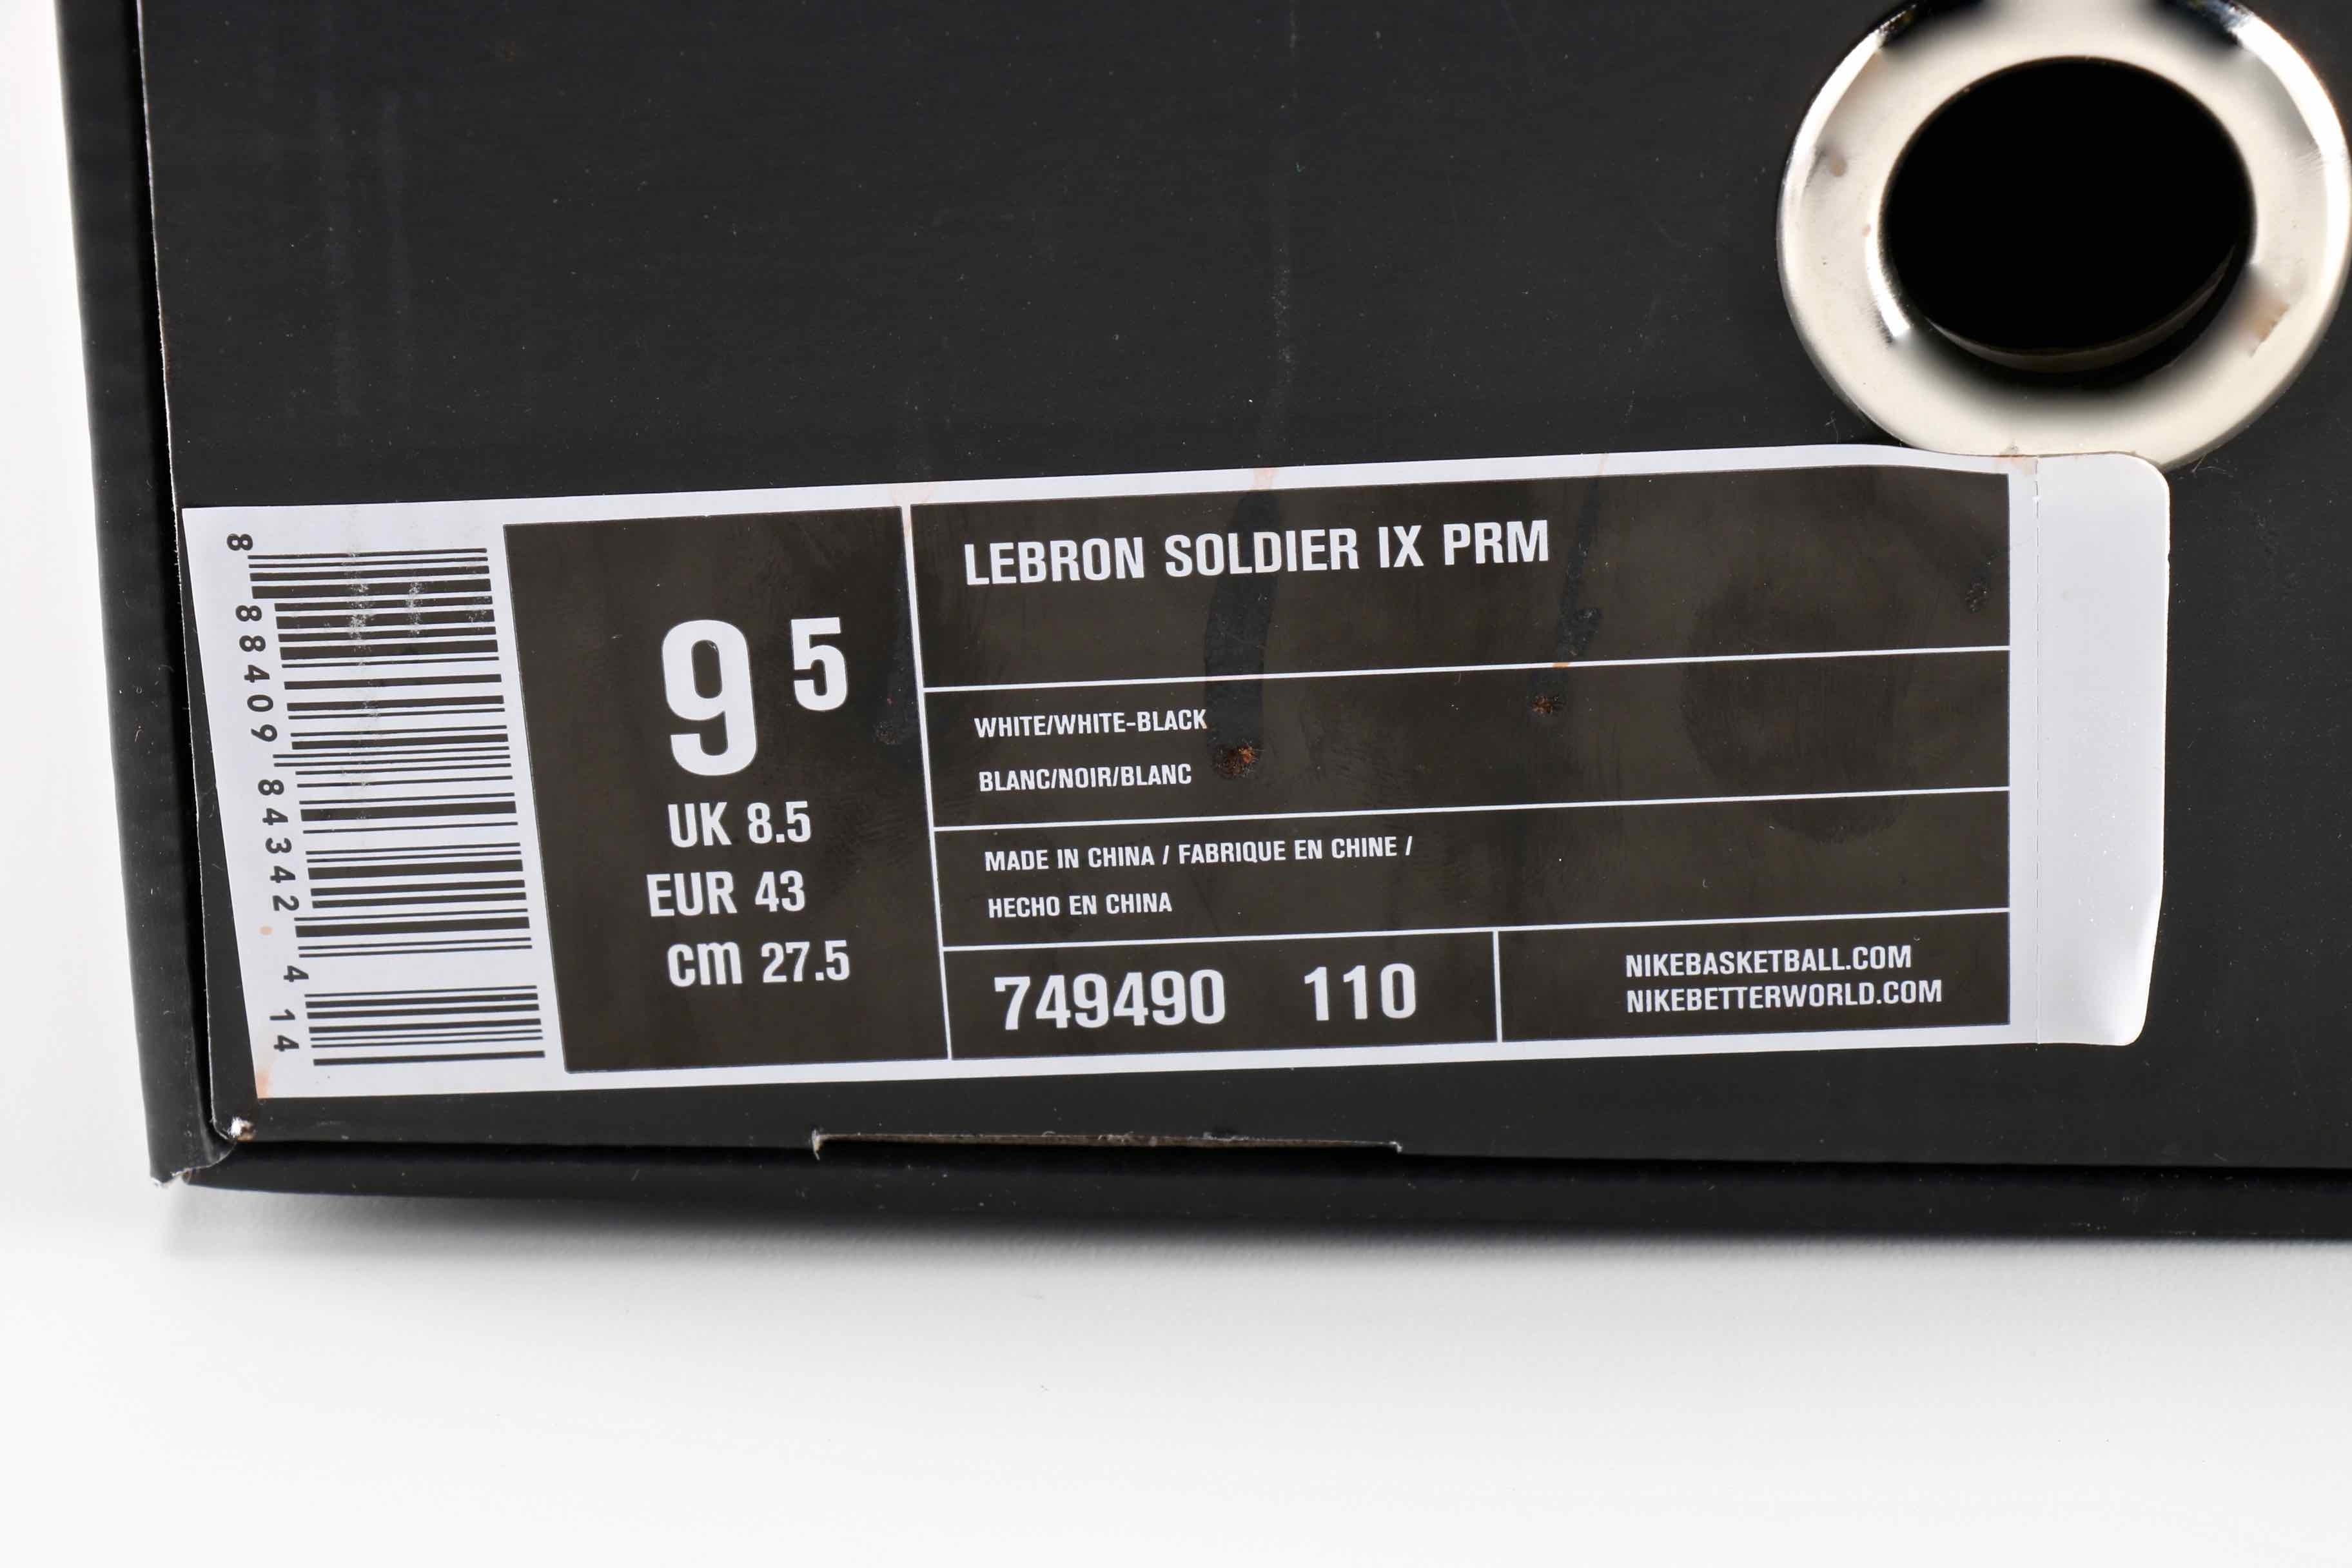 8 88409 84342 4 14
9 5
UK 8.5
EUR 43
cm 27.5
LEBRON SOLDIER IX PRM
WHITE/WHITE-BLACK
BLANC/NOIR/BLANC
MADE IN CHINA / FABRIQUE EN CHINE /
HECHO EN CHINA
749490 110
NIKEBASKETBALL.COM
NIKEBETTERWORLD.COM